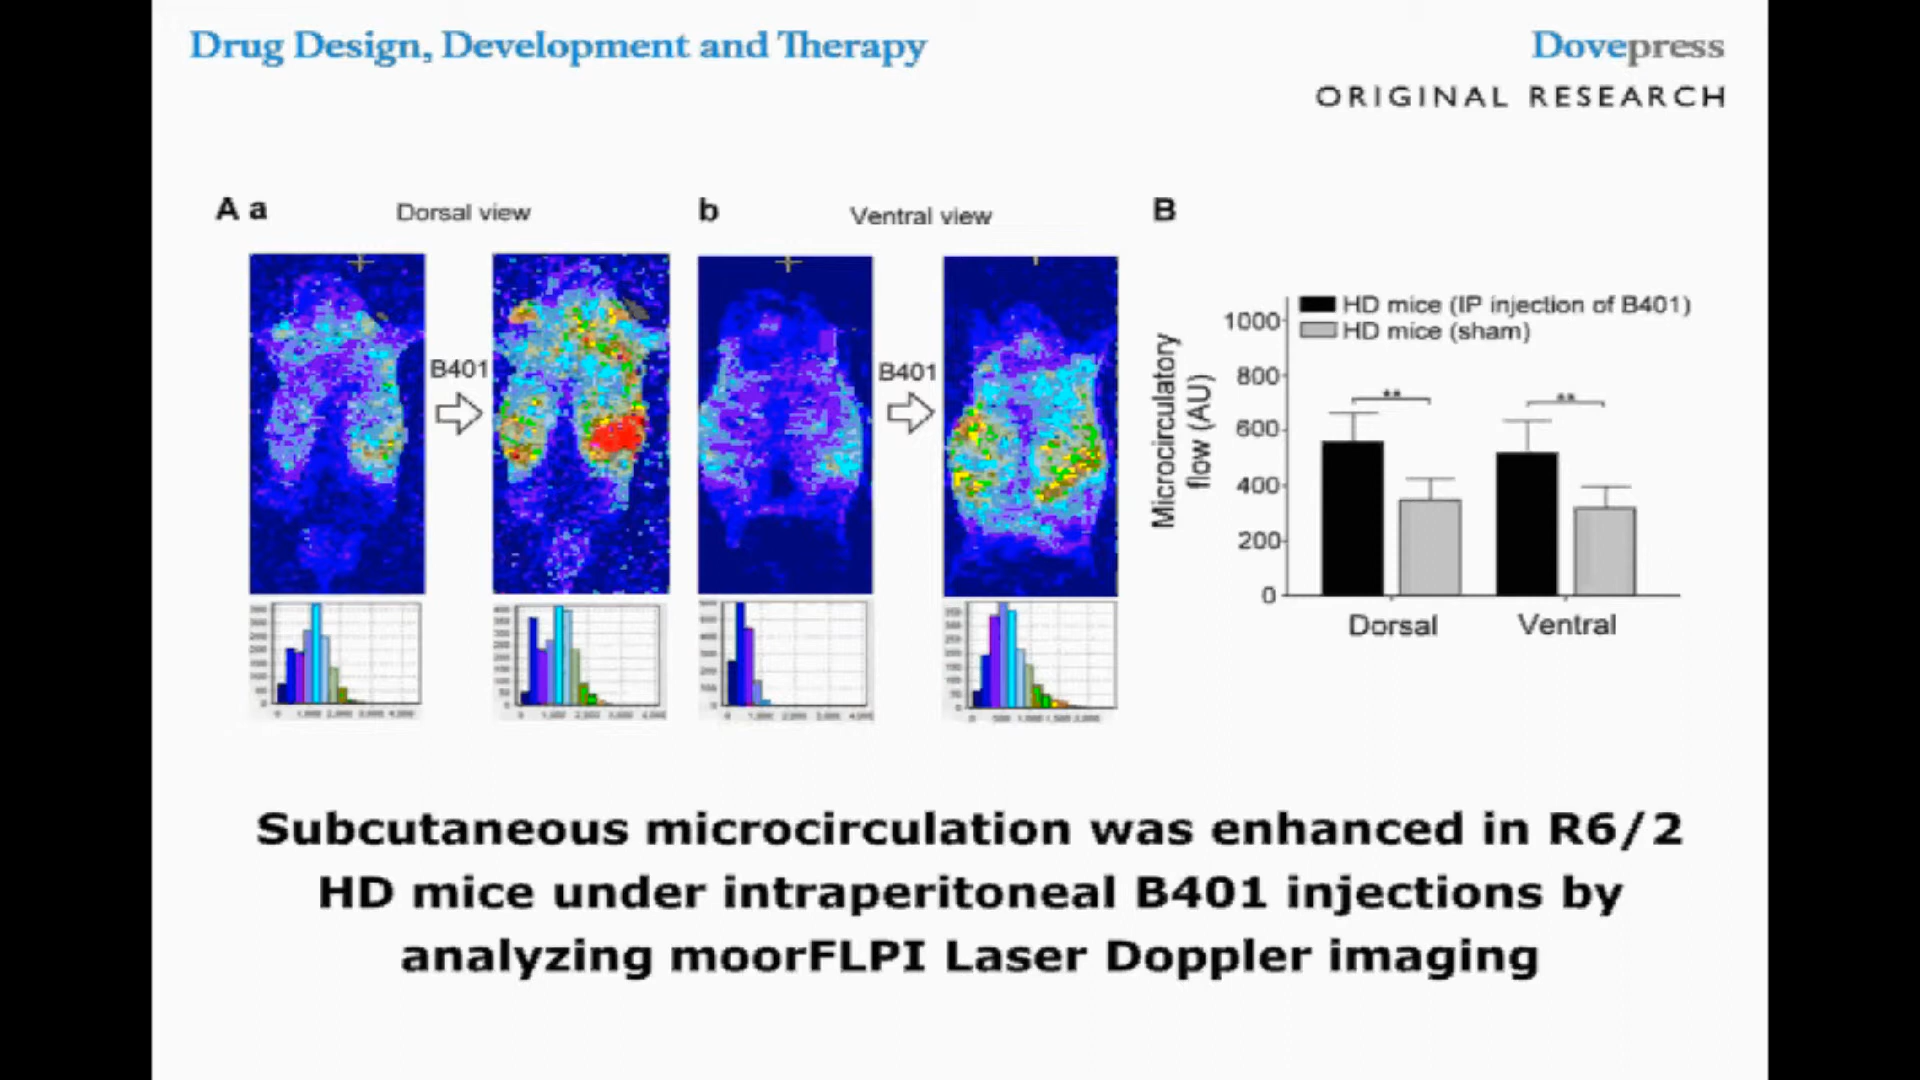 Drug Design, Development and Therapy
Dovepress
ORIGINAL RESEARCH
A a
Dorsal view
b
Ventral view
B
B401
B401
HD mice (IP injection of B401)
HD mice (sham)
Microcirculatory
flow (AU)
1000
800
600
400
200
0
**
**
Dorsal
Ventral
Subcutaneous microcirculation was enhanced in R6/2
HD mice under intraperitoneal B401 injections by
analyzing moorFLPI Laser Doppler imaging